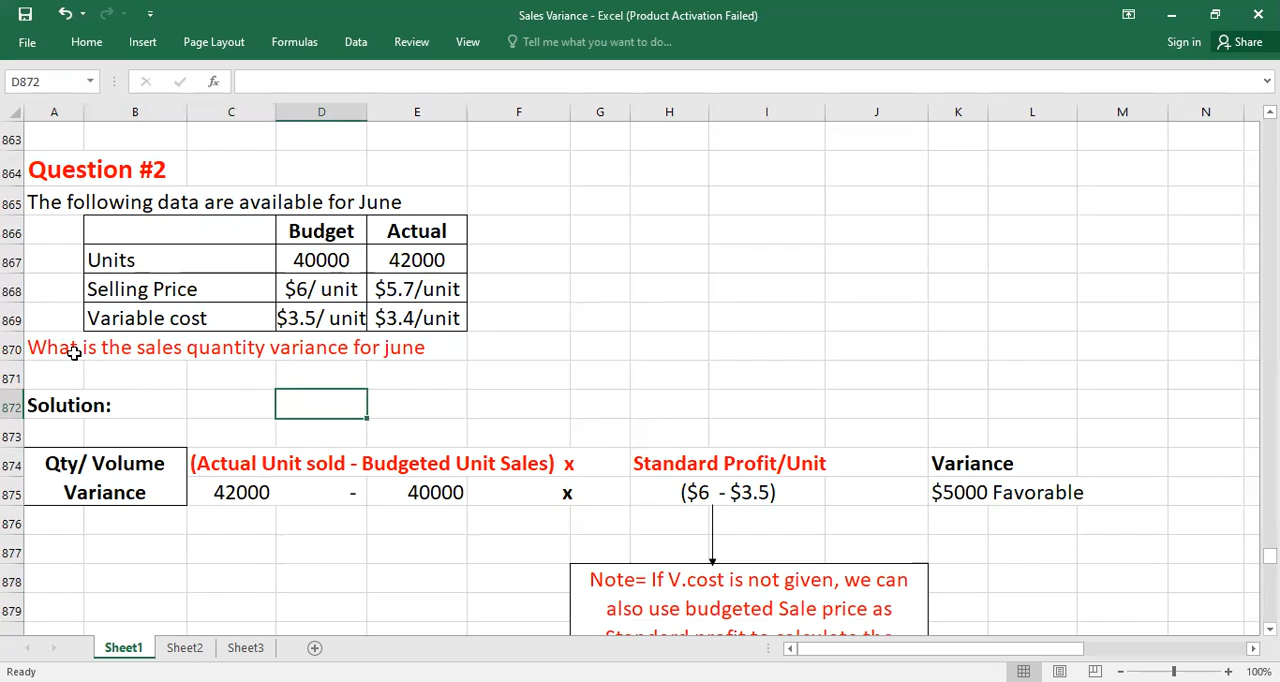 Sales Variance - Excel (Product Activation Failed)
File Home Insert Page Layout Formulas Data Review View Tell me what you want to do... Sign in Share
D872 fx
A B C D E F G H I J K L M N
863
864 Question #2
865 The following data are available for June
866 Budget Actual
867 Units 40000 42000
868 Selling Price $6/ unit $5.7/unit
869 Variable cost $3.5/ unit $3.4/unit
870 What is the sales quantity variance for june
871
872 Solution:
873
874 Qty/ Volume (Actual Unit sold - Budgeted Unit Sales) x Standard Profit/Unit Variance
875 Variance 42000 - 40000 x ($6 - $3.5) $5000 Favorable
876
877
878 Note= If V.cost is not given, we can
879 also use budgeted Sale price as
Standard profit to calculate the
Sheet1 Sheet2 Sheet3
Ready 100%